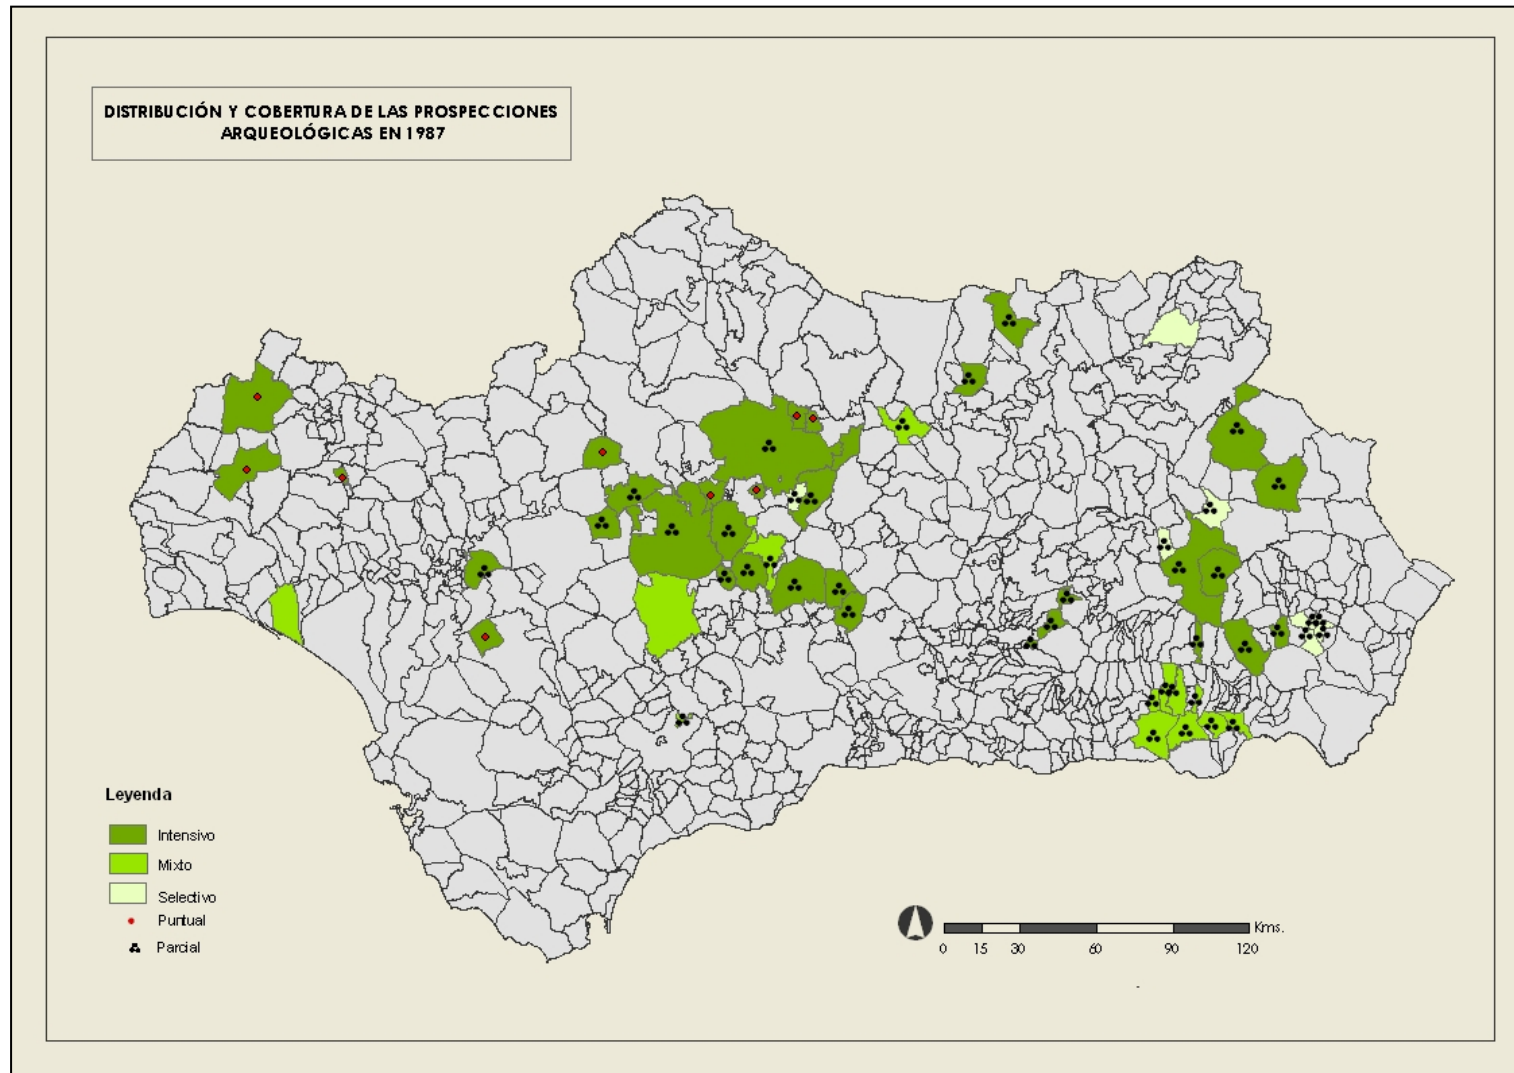 DISTRIBUCIÓN Y COBERTURA DE LAS PROSPECCIONES
ARQUEOLÓGICAS EN 1987
Leyenda
Intensivo
Mixto
Selectivo
Puntual
Parcial
Kms.
0 15 30 60 90 120